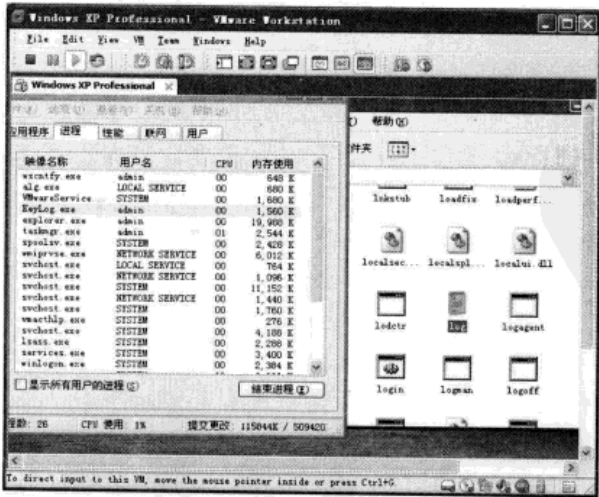 Windows XP Professional - VMware Workstation
File Edit View VM Team Windows Help
Windows XP Professional
帮助(H)
应用程序 进程 性能 联网 用户
件夹
映像名称 用户名 CPU 内存使用
wscntfy.exe admin 00 648 K
alg.exe LOCAL SERVICE 00 680 K
VMwareService SYSTEM 00 1,680 K
KeyLog.exe admin 00 1,560 K
explorer.exe admin 00 19,988 K
taskmgr.exe admin 01 2,544 K
spoolsv.exe SYSTEM 00 2,428 K
wmiprvse.exe NETWORK SERVICE 00 6,012 K
svchost.exe LOCAL SERVICE 00 764 K
svchost.exe NETWORK SERVICE 00 1,096 K
svchost.exe SYSTEM 00 11,152 K
svchost.exe NETWORK SERVICE 00 1,440 K
svchost.exe SYSTEM 00 1,760 K
vmacthlp.exe SYSTEM 00 276 K
svchost.exe SYSTEM 00 4,188 K
lsass.exe SYSTEM 00 2,288 K
services.exe SYSTEM 00 3,400 K
winlogon.exe SYSTEM 00 2,384 K
显示所有用户的进程(S) 结束进程(E)
程数: 26 CPU 使用: 1% 提交更改: 115844K / 509420
lnkstub loadfix loadperf...
localsec... localspl... localui.dll
lodctr log logagent
login logman logoff
To direct input to this VM, move the mouse pointer inside or press Ctrl+G.